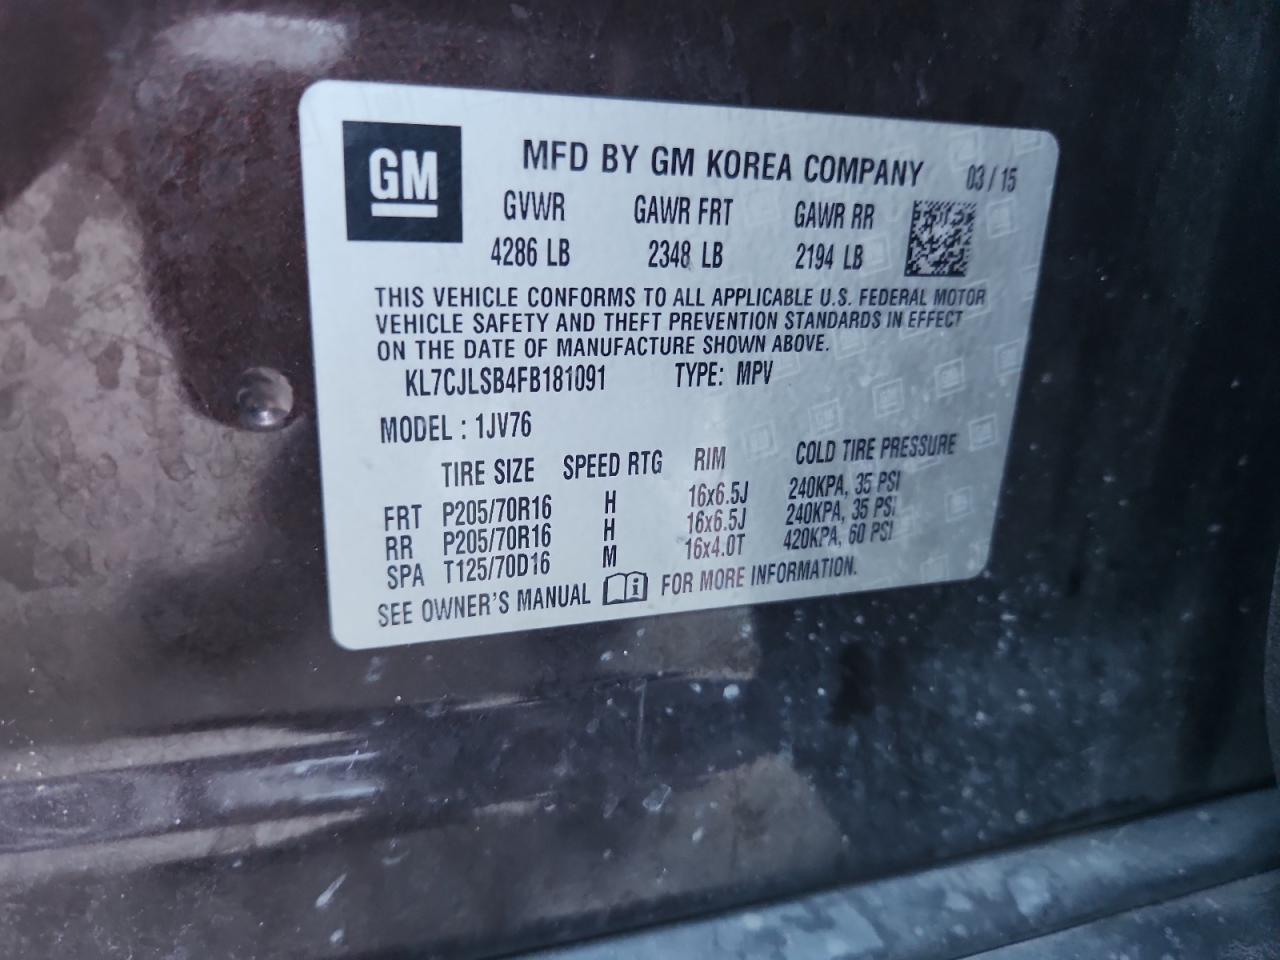 GM
MFD BY GM KOREA COMPANY 03 / 15
GVWR GAWR FRT GAWR RR
4286 LB 2348 LB 2194 LB
THIS VEHICLE CONFORMS TO ALL APPLICABLE U.S. FEDERAL MOTOR
VEHICLE SAFETY AND THEFT PREVENTION STANDARDS IN EFFECT
ON THE DATE OF MANUFACTURE SHOWN ABOVE.
KL7CJLSB4FB181091 TYPE: MPV
MODEL : 1JV76
TIRE SIZE SPEED RTG RIM COLD TIRE PRESSURE
FRT P205/70R16 H 16x6.5J 240KPA, 35 PSI
RR P205/70R16 H 16x6.5J 240KPA, 35 PSI
SPA T125/70D16 M 16x4.0T 420KPA, 60 PSI
SEE OWNER'S MANUAL i FOR MORE INFORMATION.